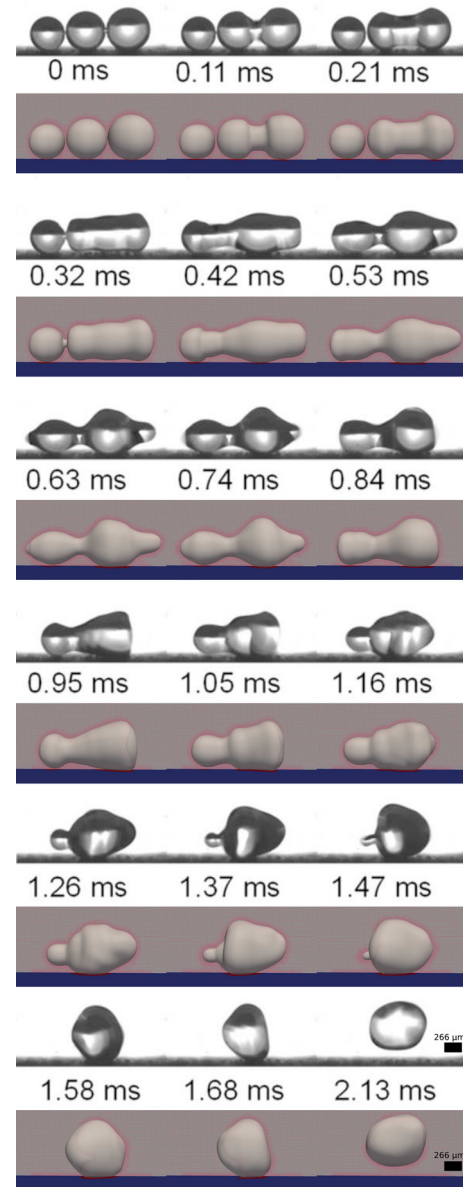 0 ms 0.11 ms 0.21 ms
0.32 ms 0.42 ms 0.53 ms
0.63 ms 0.74 ms 0.84 ms
0.95 ms 1.05 ms 1.16 ms
1.26 ms 1.37 ms 1.47 ms
266 µm
1.58 ms 1.68 ms 2.13 ms
266 µm